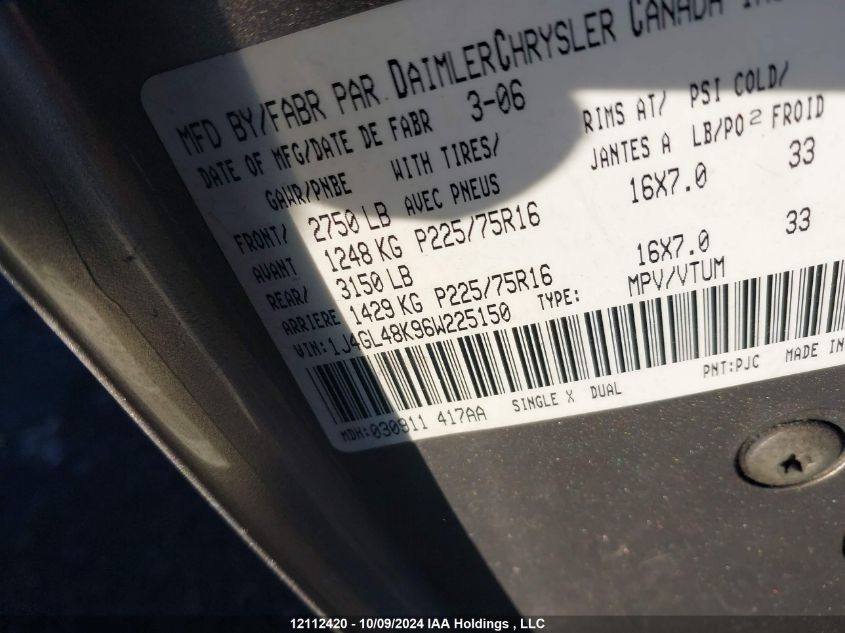 MFD BY/FABR PAR DAIMLERCHRYSLER CANADA
DATE OF MFG/DATE DE FABR 3-06
GAWR/PNBE WITH TIRES/ RIMS AT/ PSI COLD/
AVEC PNEUS JANTES A LB/PO² FROID
FRONT/ 2750 LB
AVANT 1248 KG P225/75R16 16X7.0 33
REAR/ 3150 LB
ARRIERE 1429 KG P225/75R16 16X7.0 33
VIN:1J4GL48K96W225150 TYPE: MPV/VTUM
MDH:030911 417AA SINGLE X DUAL PNT:PJC MADE IN
12112420 - 10/09/2024 IAA Holdings , LLC